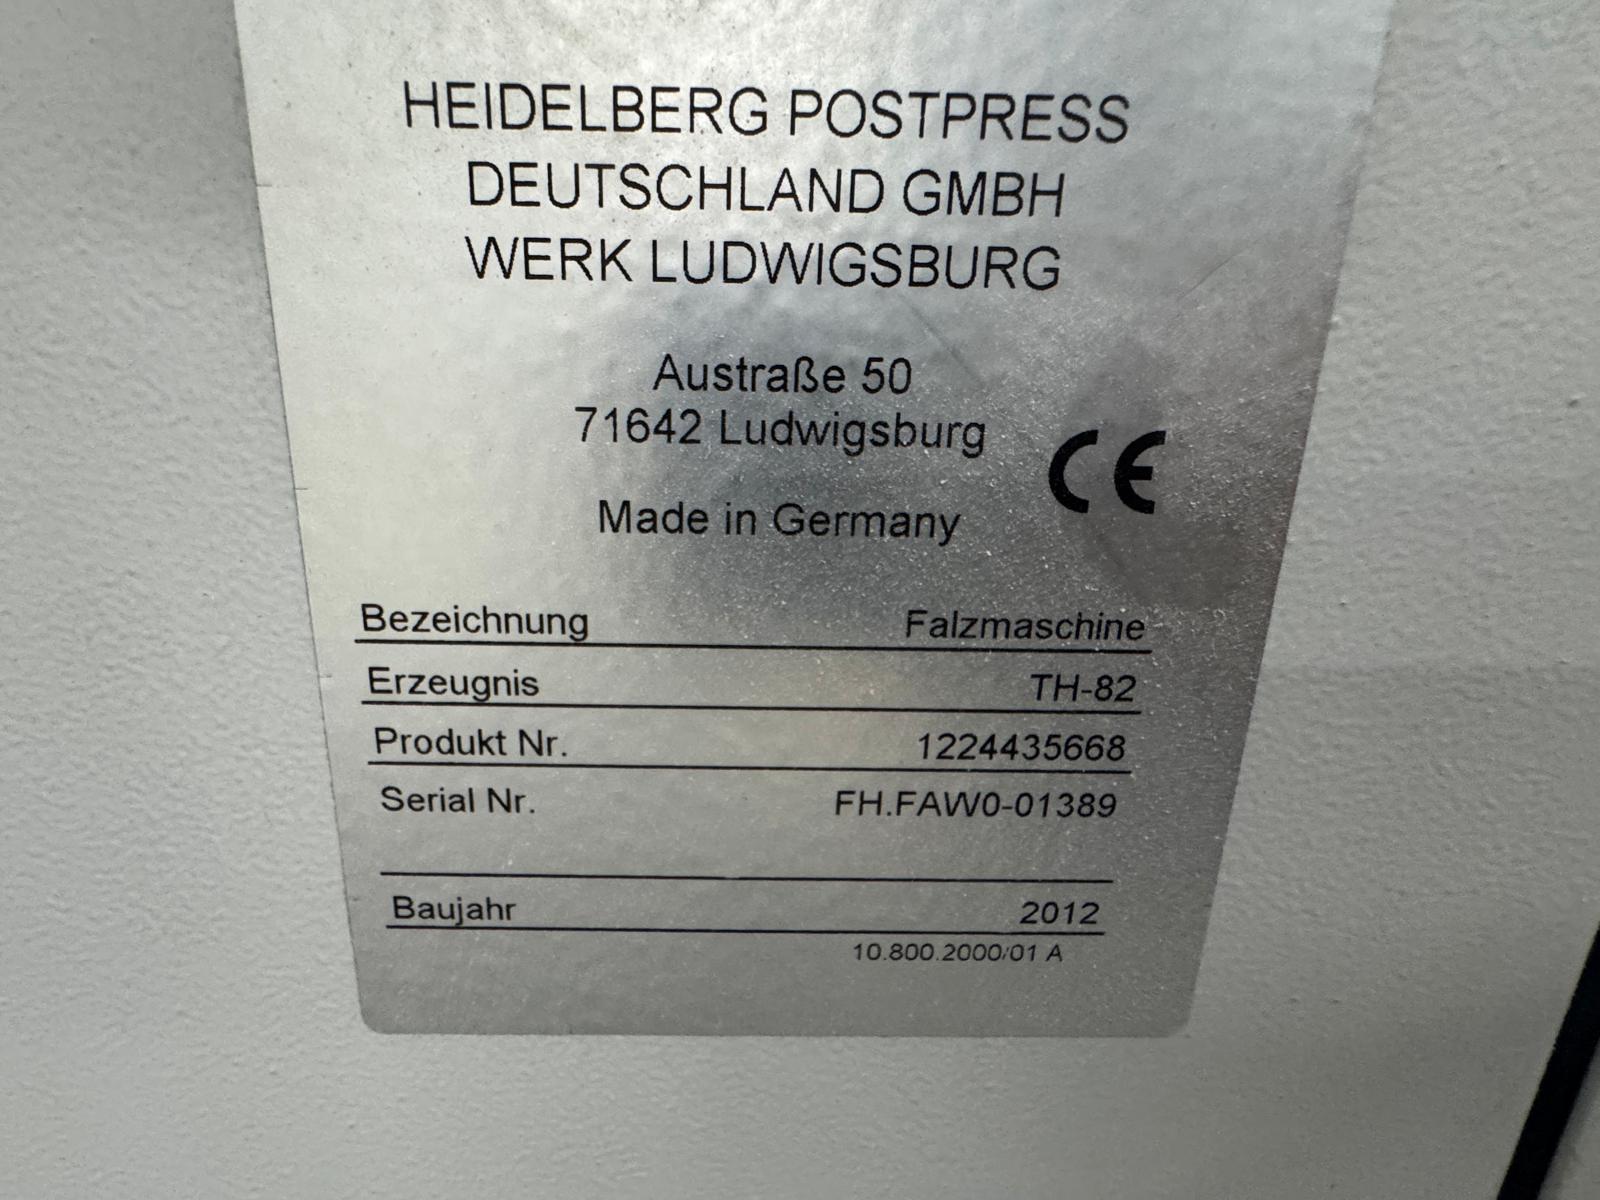 HEIDELBERG POSTPRESS
DEUTSCHLAND GMBH
WERK LUDWIGSBURG
Austraße 50
71642 Ludwigsburg
CE
Made in Germany
Bezeichnung Falzmaschine
Erzeugnis TH-82
Produkt Nr. 1224435668
Serial Nr. FH.FAW0-01389
Baujahr 2012
10.800.2000/01 A